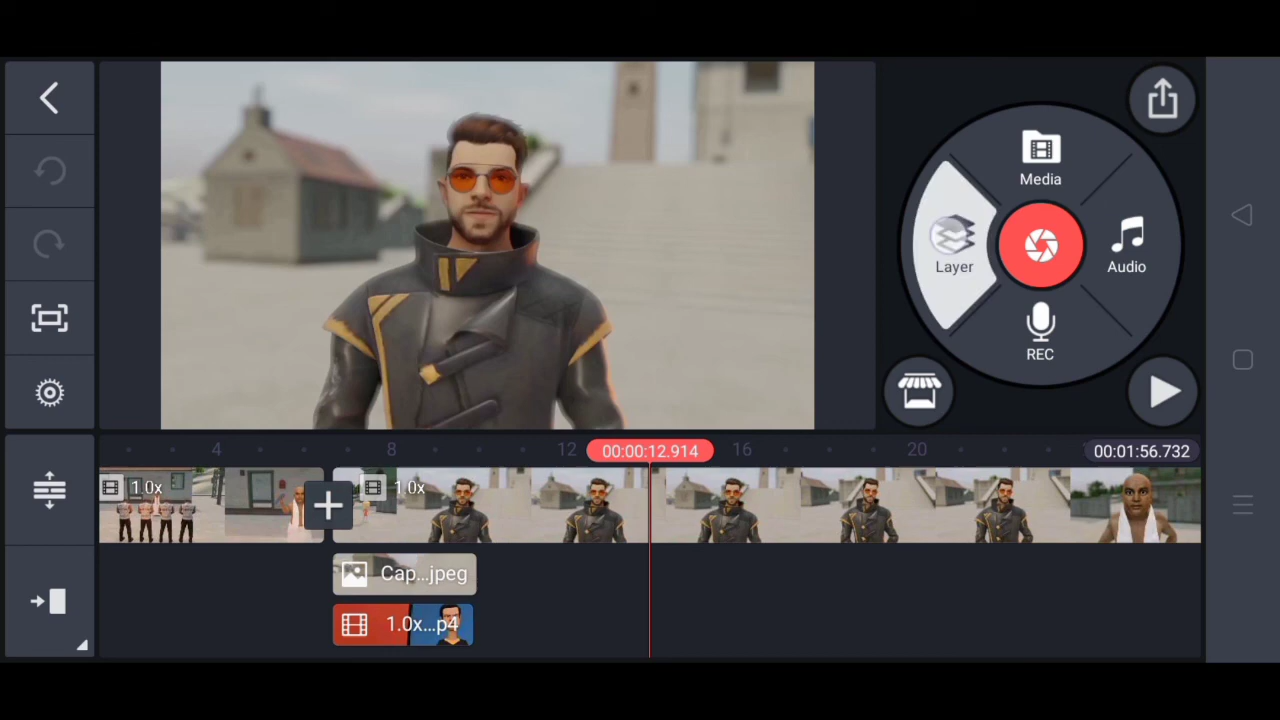 Media
Layer
Audio
REC
4
8
12
00:00:12.914
16
20
00:01:56.732
1.0x
1.0x
Cap...jpeg
1.0x...p4